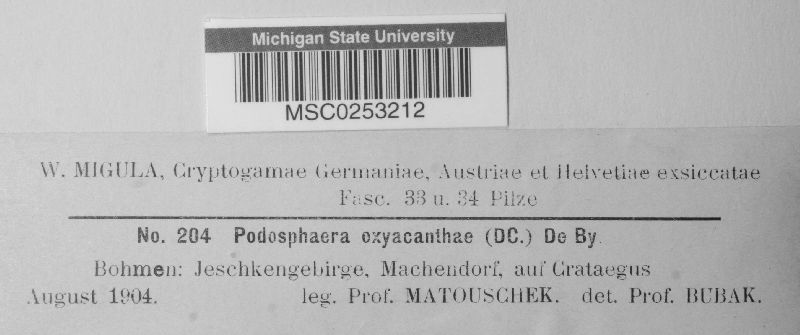 Michigan State University
MSC0253212
W. MIGULA, Cryptogamae Germaniae, Austriae et Helvetiae exsiccatae
Fasc. 33 u. 34 Pilze
No. 204 Podosphaera oxyacanthae (DC.) De By.
Bohmen: Jeschkengebirge, Machendorf, auf Crataegus
August 1904. leg. Prof. MATOUSCHEK. det. Prof. BUBAK.